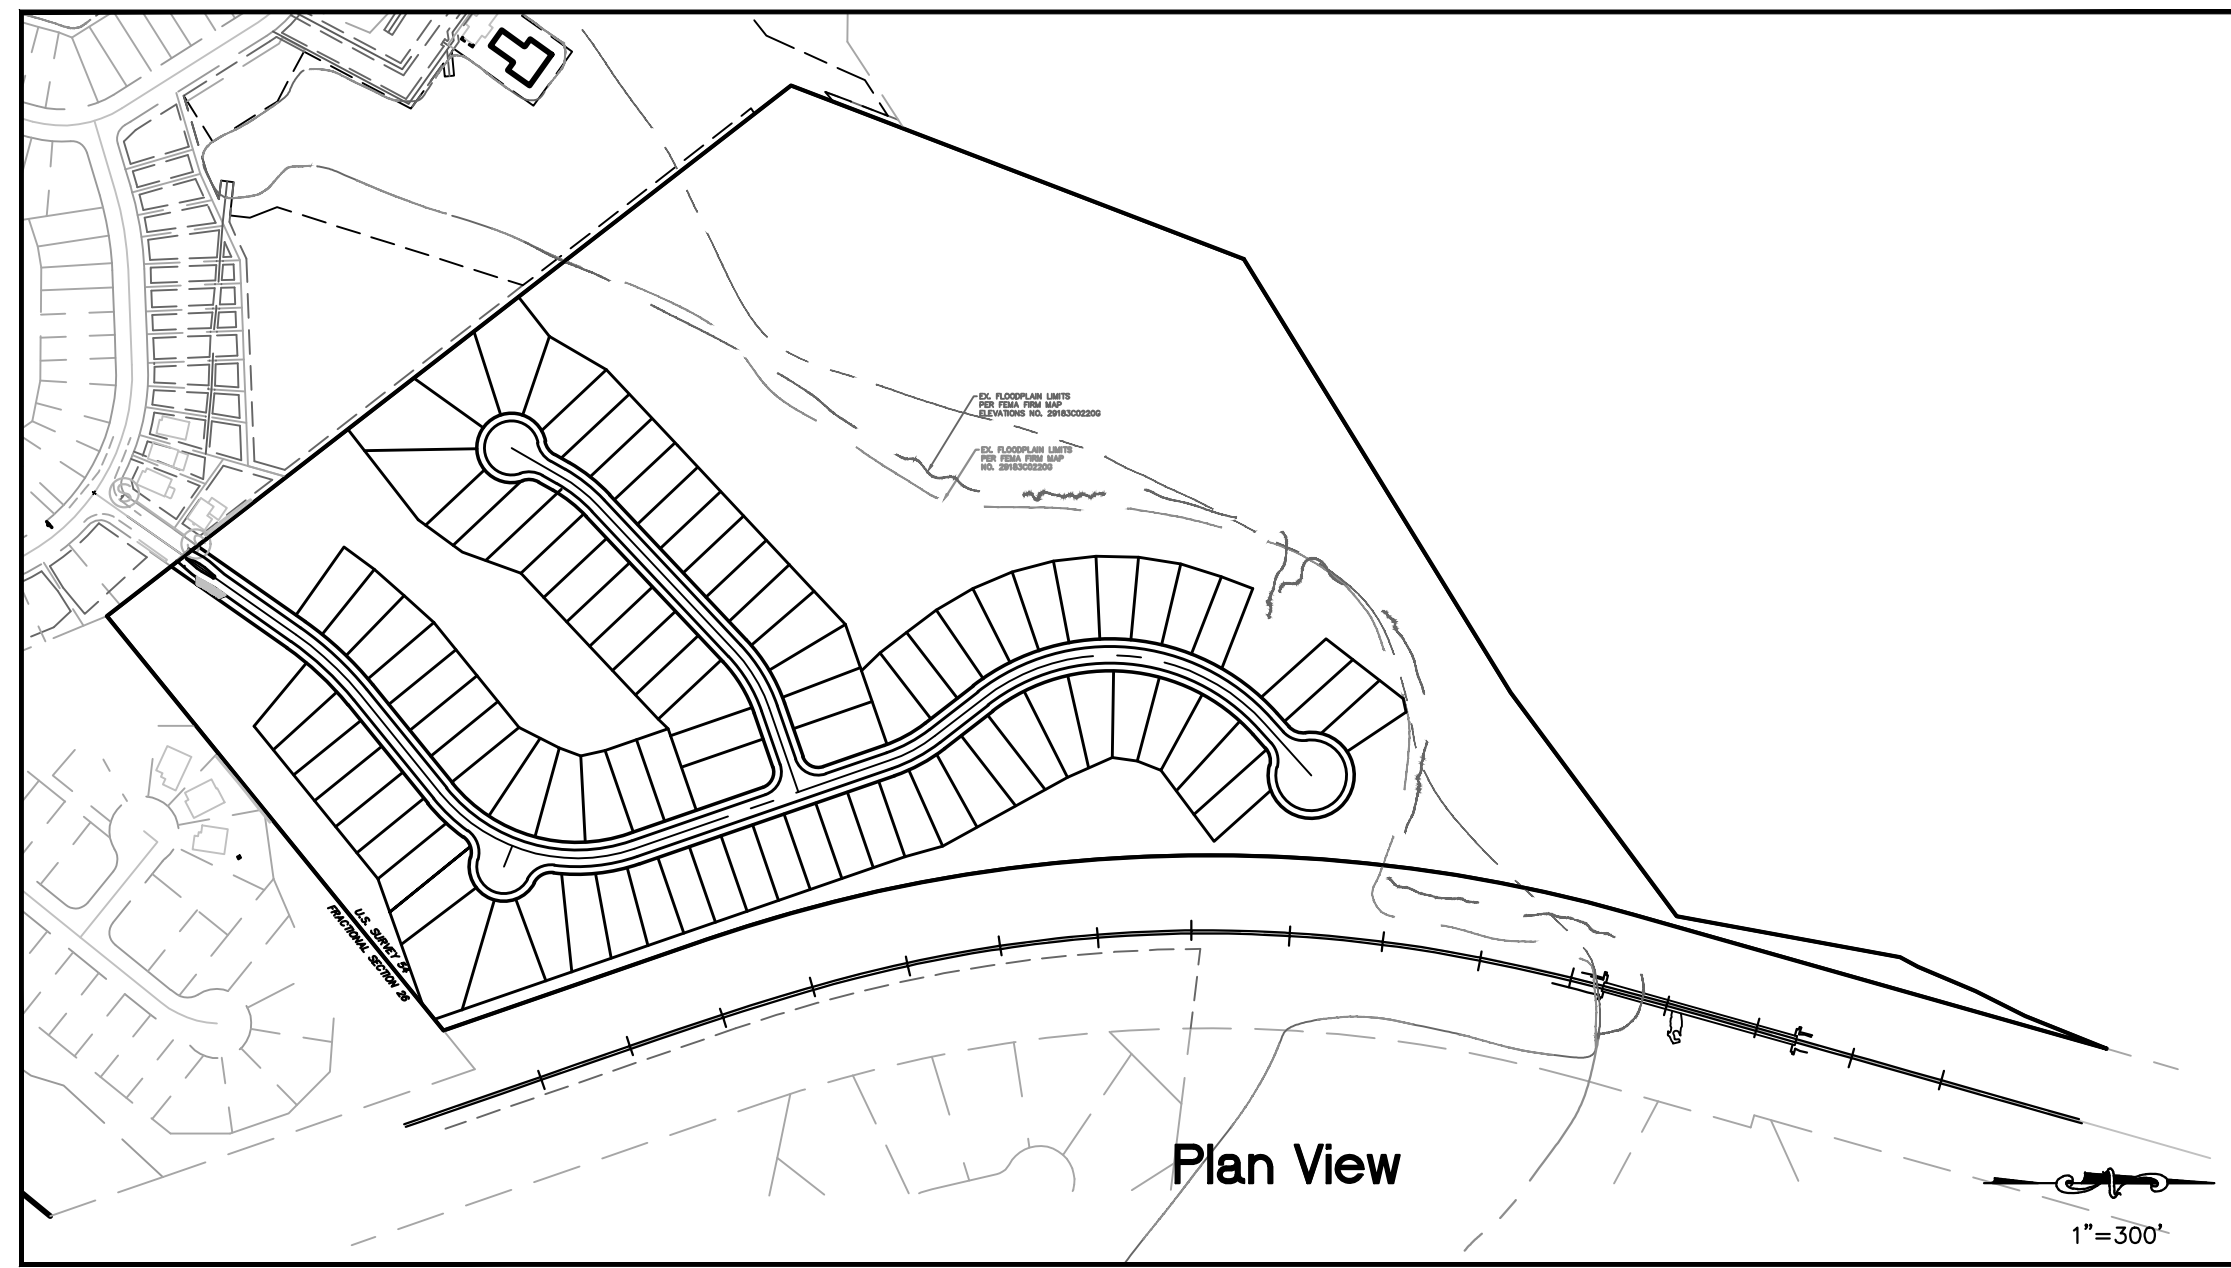 EX. FLOODPLAIN LIMITS
PER FEMA FIRM MAP
ELEVATIONS NO. 29183C0220G
EX. FLOODPLAIN LIMITS
PER FEMA FIRM MAP
NO. 29183C0220G
U.S. SURVEY 54
FRACTIONAL SECTION 26
Plan View
1"=300'